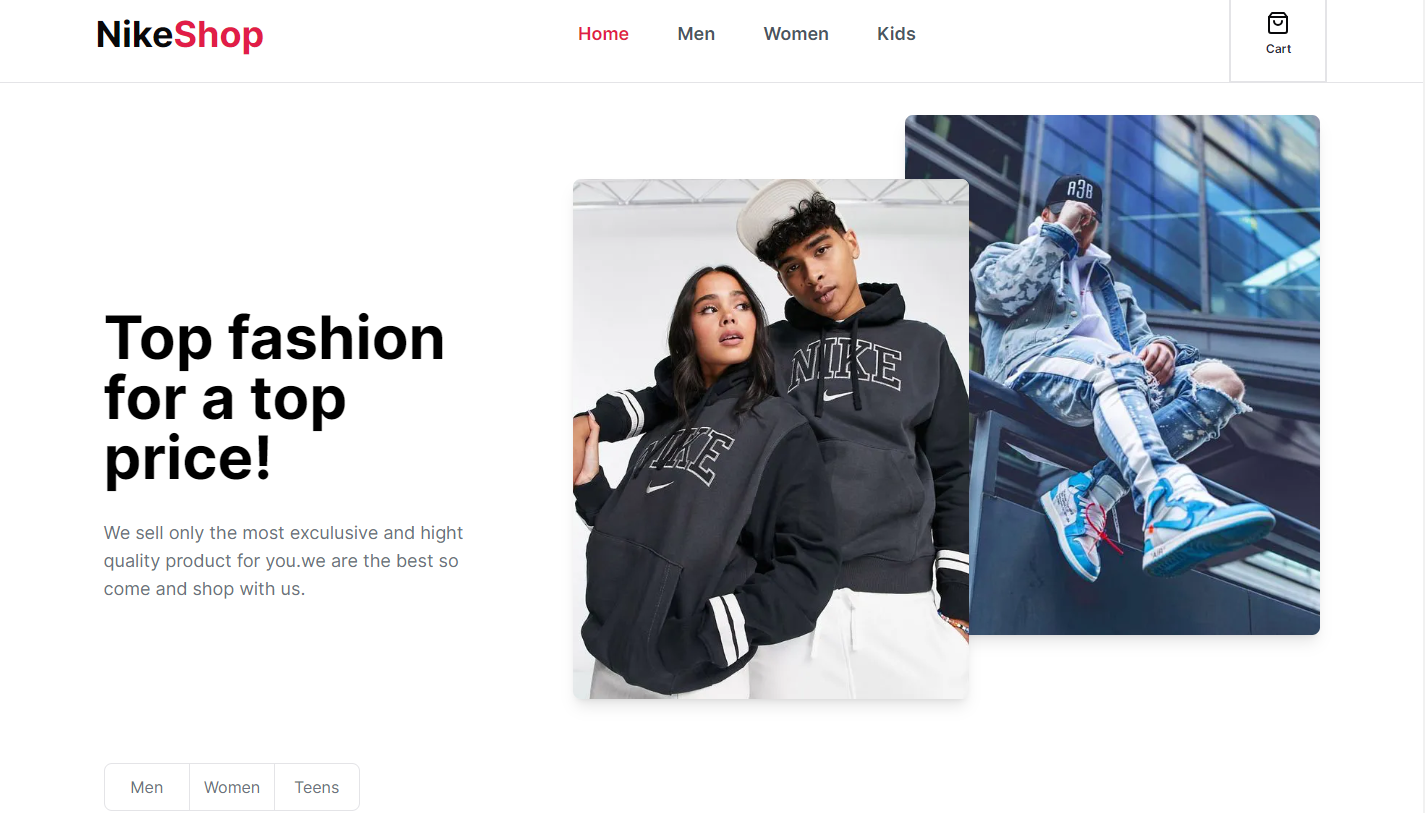 NikeShop
Home Men Women Kids
Cart
A3B
NIKE
NIKE
Top fashion
for a top
price!
We sell only the most exculusive and hight
quality product for you.we are the best so
come and shop with us.
Men Women Teens